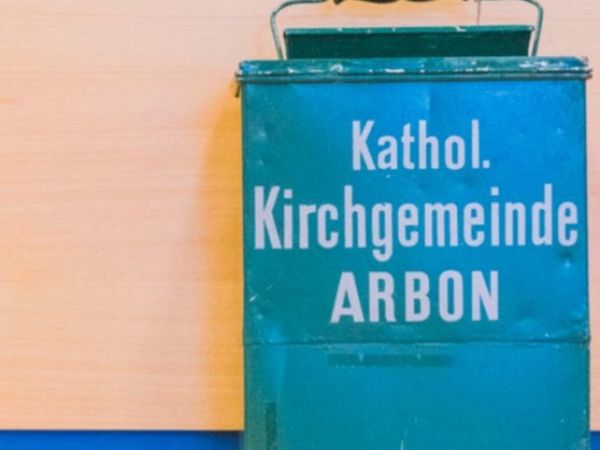 Kathol.
Kirchgemeinde
ARBON